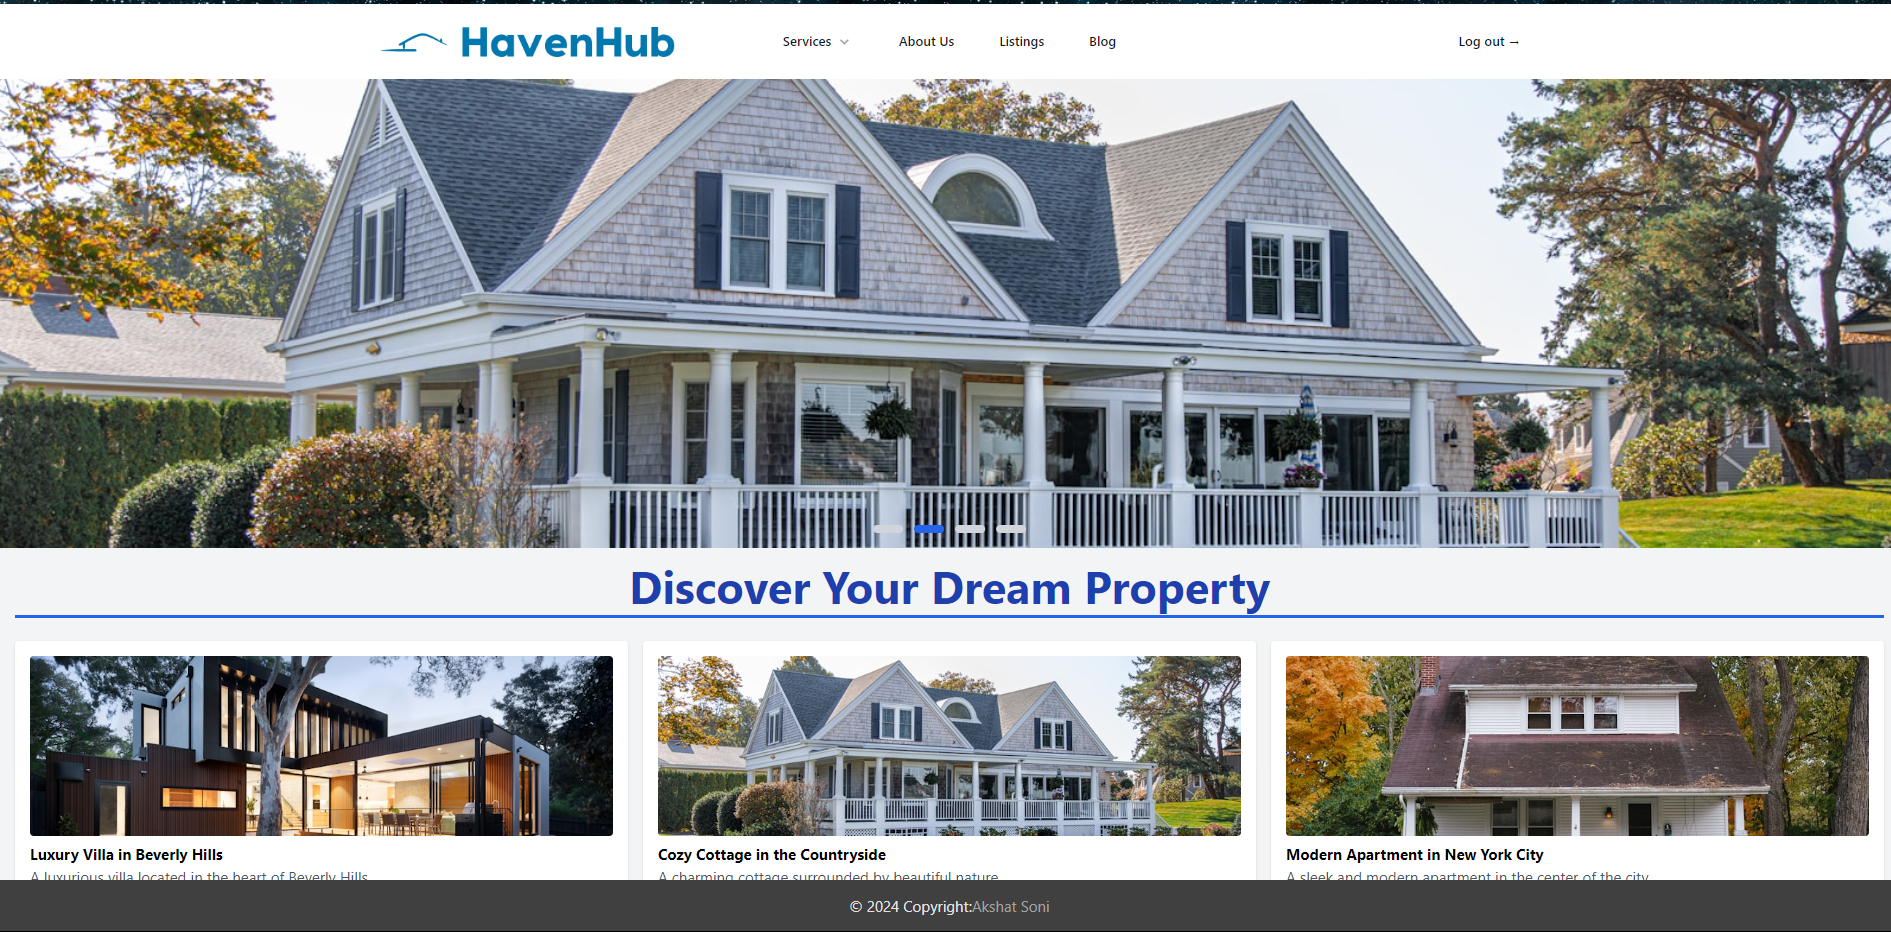 HavenHub
Services
About Us
Listings
Blog
Log out →
Discover Your Dream Property
Luxury Villa in Beverly Hills
A luxurious villa located in the heart of Beverly Hills
Cozy Cottage in the Countryside
A charming cottage surrounded by beautiful nature
Modern Apartment in New York City
A sleek and modern apartment in the center of the city
© 2024 Copyright:Akshat Soni